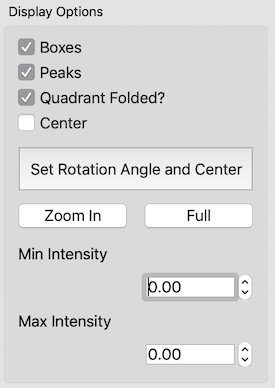 Display Options
Boxes
Peaks
Quadrant Folded?
Center
Set Rotation Angle and Center
Zoom In Full
Min Intensity
0.00
Max Intensity
0.00